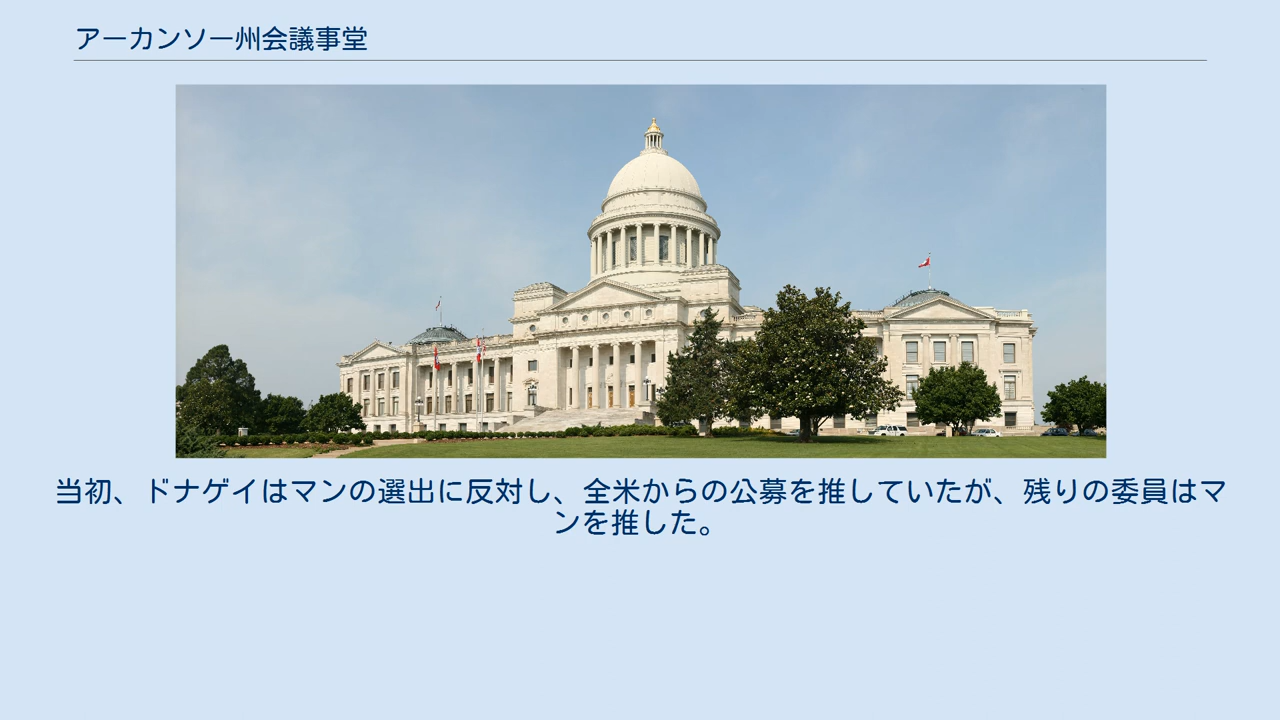 アーカンソー州会議事堂
当初、ドナゲイはマンの選出に反対し、全米からの公募を推していたが、残りの委員はマ
ンを推した。